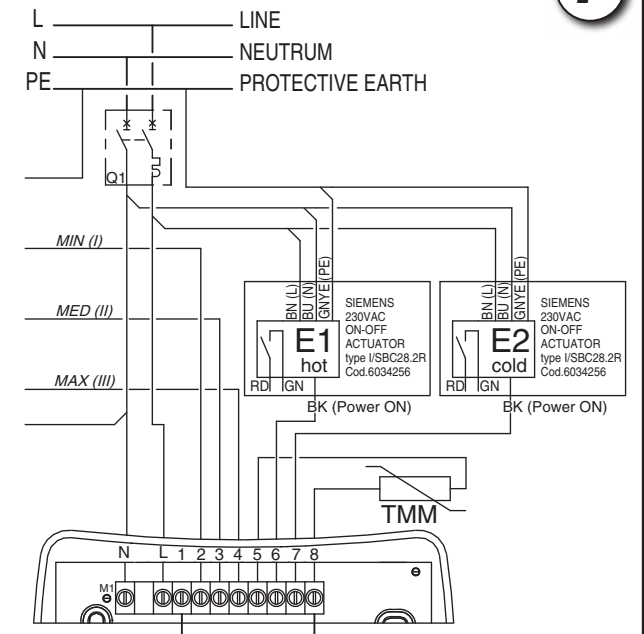 L LINE
N NEUTRUM
PE PROTECTIVE EARTH
Q1
MIN (I)
MED (II)
MAX (III)
BN (L)
BU (N)
GNYE (PE)
E1
hot
RD GN
SIEMENS
230VAC
ON-OFF
ACTUATOR
type I/SBC28.2R
Cod.6034256
BK (Power ON)
BN (L)
BU (N)
GNYE (PE)
E2
cold
RD GN
SIEMENS
230VAC
ON-OFF
ACTUATOR
type I/SBC28.2R
Cod.6034256
BK (Power ON)
TMM
N L 1 2 3 4 5 6 7 8
M1